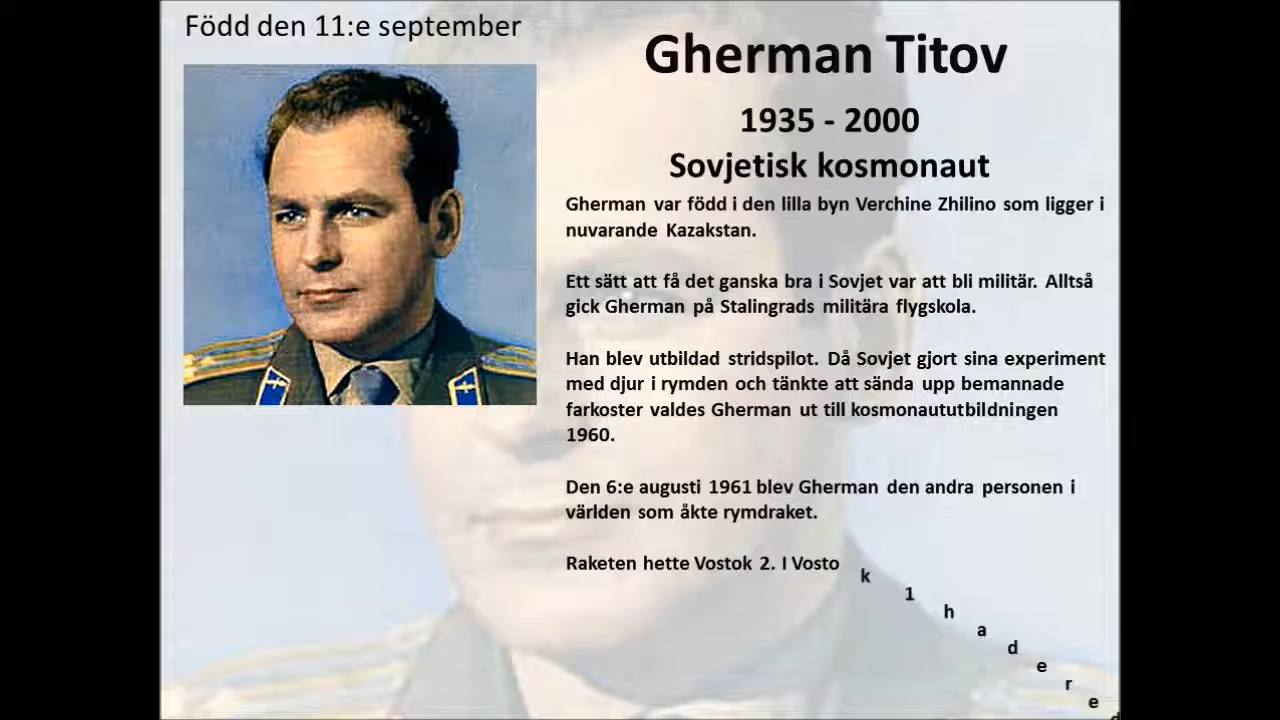 Född den 11:e september
Gherman Titov
1935 - 2000
Sovjetisk kosmonaut
Gherman var född i den lilla byn Verchine Zhilino som ligger i
nuvarande Kazakstan.
Ett sätt att få det ganska bra i Sovjet var att bli militär. Alltså
gick Gherman på Stalingrads militära flygskola.
Han blev utbildad stridspilot. Då Sovjet gjort sina experiment
med djur i rymden och tänkte att sända upp bemannade
farkoster valdes Gherman ut till kosmonaututbildningen
1960.
Den 6:e augusti 1961 blev Gherman den andra personen i
världen som åkte rymdraket.
Raketen hette Vostok 2. I Vostok 1 hade red